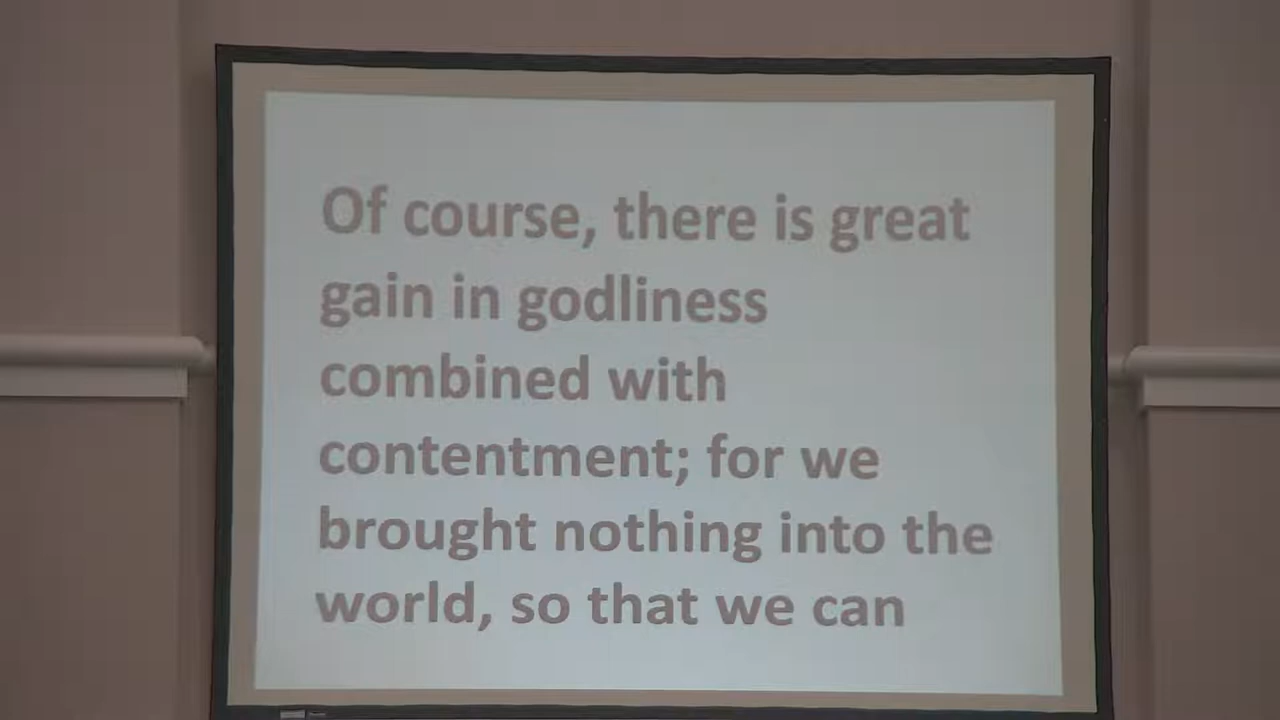 Of course, there is great
gain in godliness
combined with
contentment; for we
brought nothing into the
world, so that we can